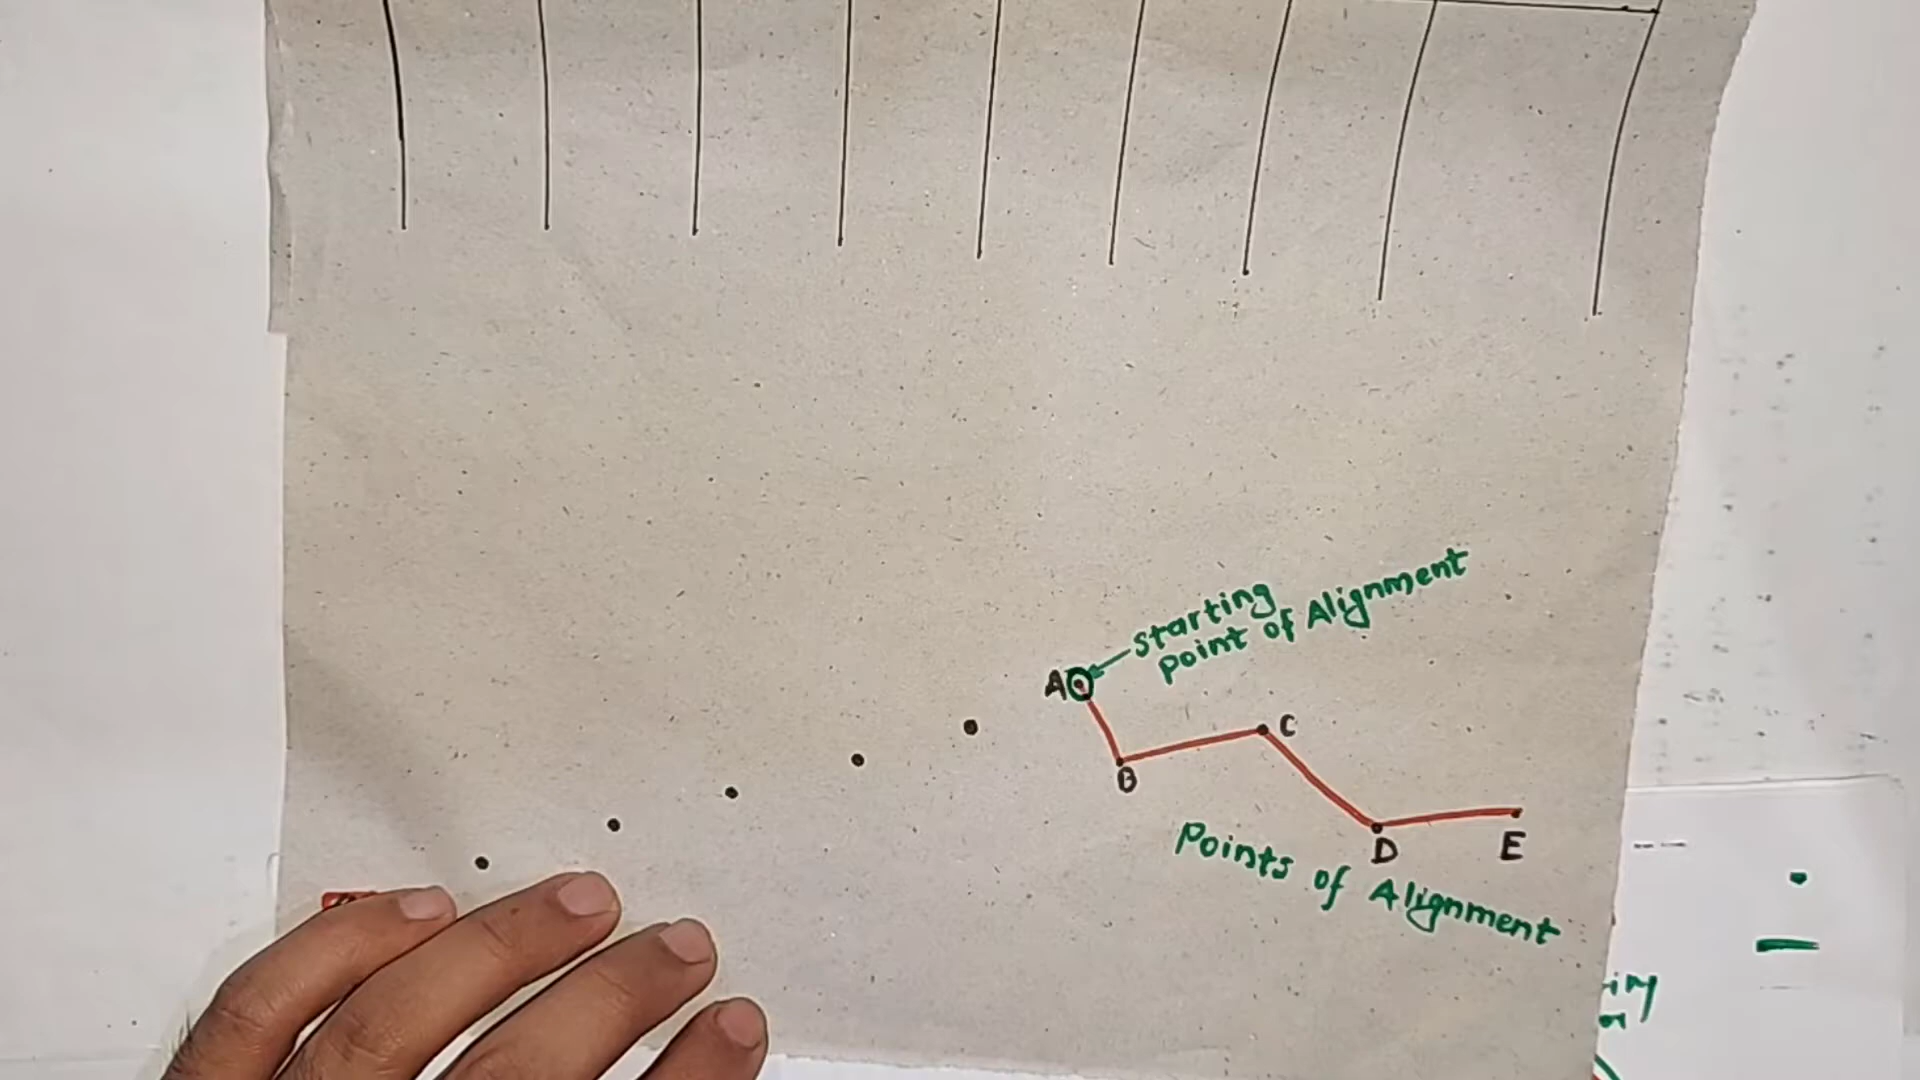 starting
point of Alignment
A
C
B
D
E
Points of Alignment